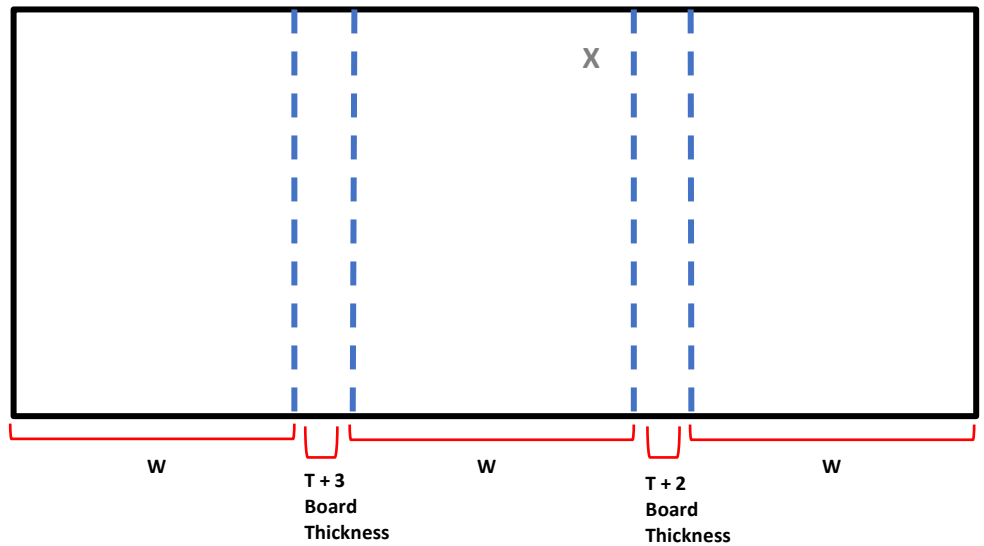 X
W
T + 3
Board
Thickness
W
T + 2
Board
Thickness
W